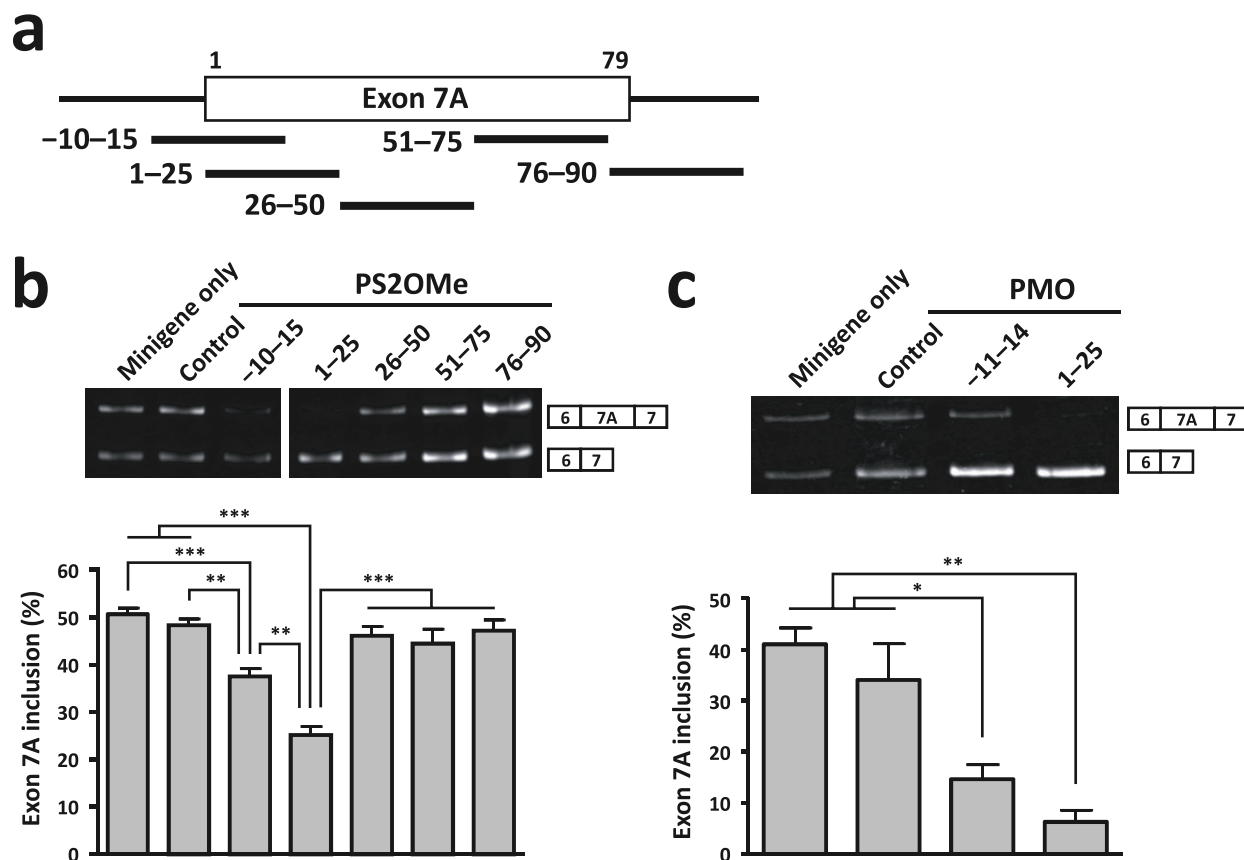 a
1 79
Exon 7A
−10–15
51–75
1–25
76–90
26–50
b
PS2OMe
Minigene only
Control
−10–15
1–25
26–50
51–75
76–90
6 7A 7
6 7
***
***
**
***
**
Exon 7A inclusion (%)
60
50
40
30
20
10
0
c
PMO
Minigene only
Control
−11–14
1–25
6 7A 7
6 7
**
*
Exon 7A inclusion (%)
50
40
30
20
10
0